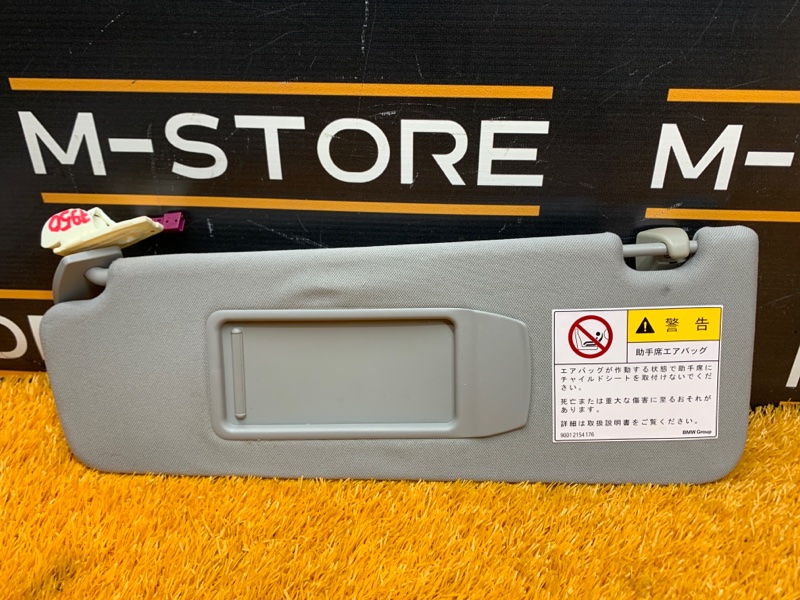 M-STORE
M-
3950
警告
助手席エアバッグ
エアバッグが作動する状態で助手席に
チャイルドシートを取付けないでくだ
さい。
死亡または重大な傷害に至るおそれが
あります。
詳細は取扱説明書をご覧ください。
90012154176
BMW Group